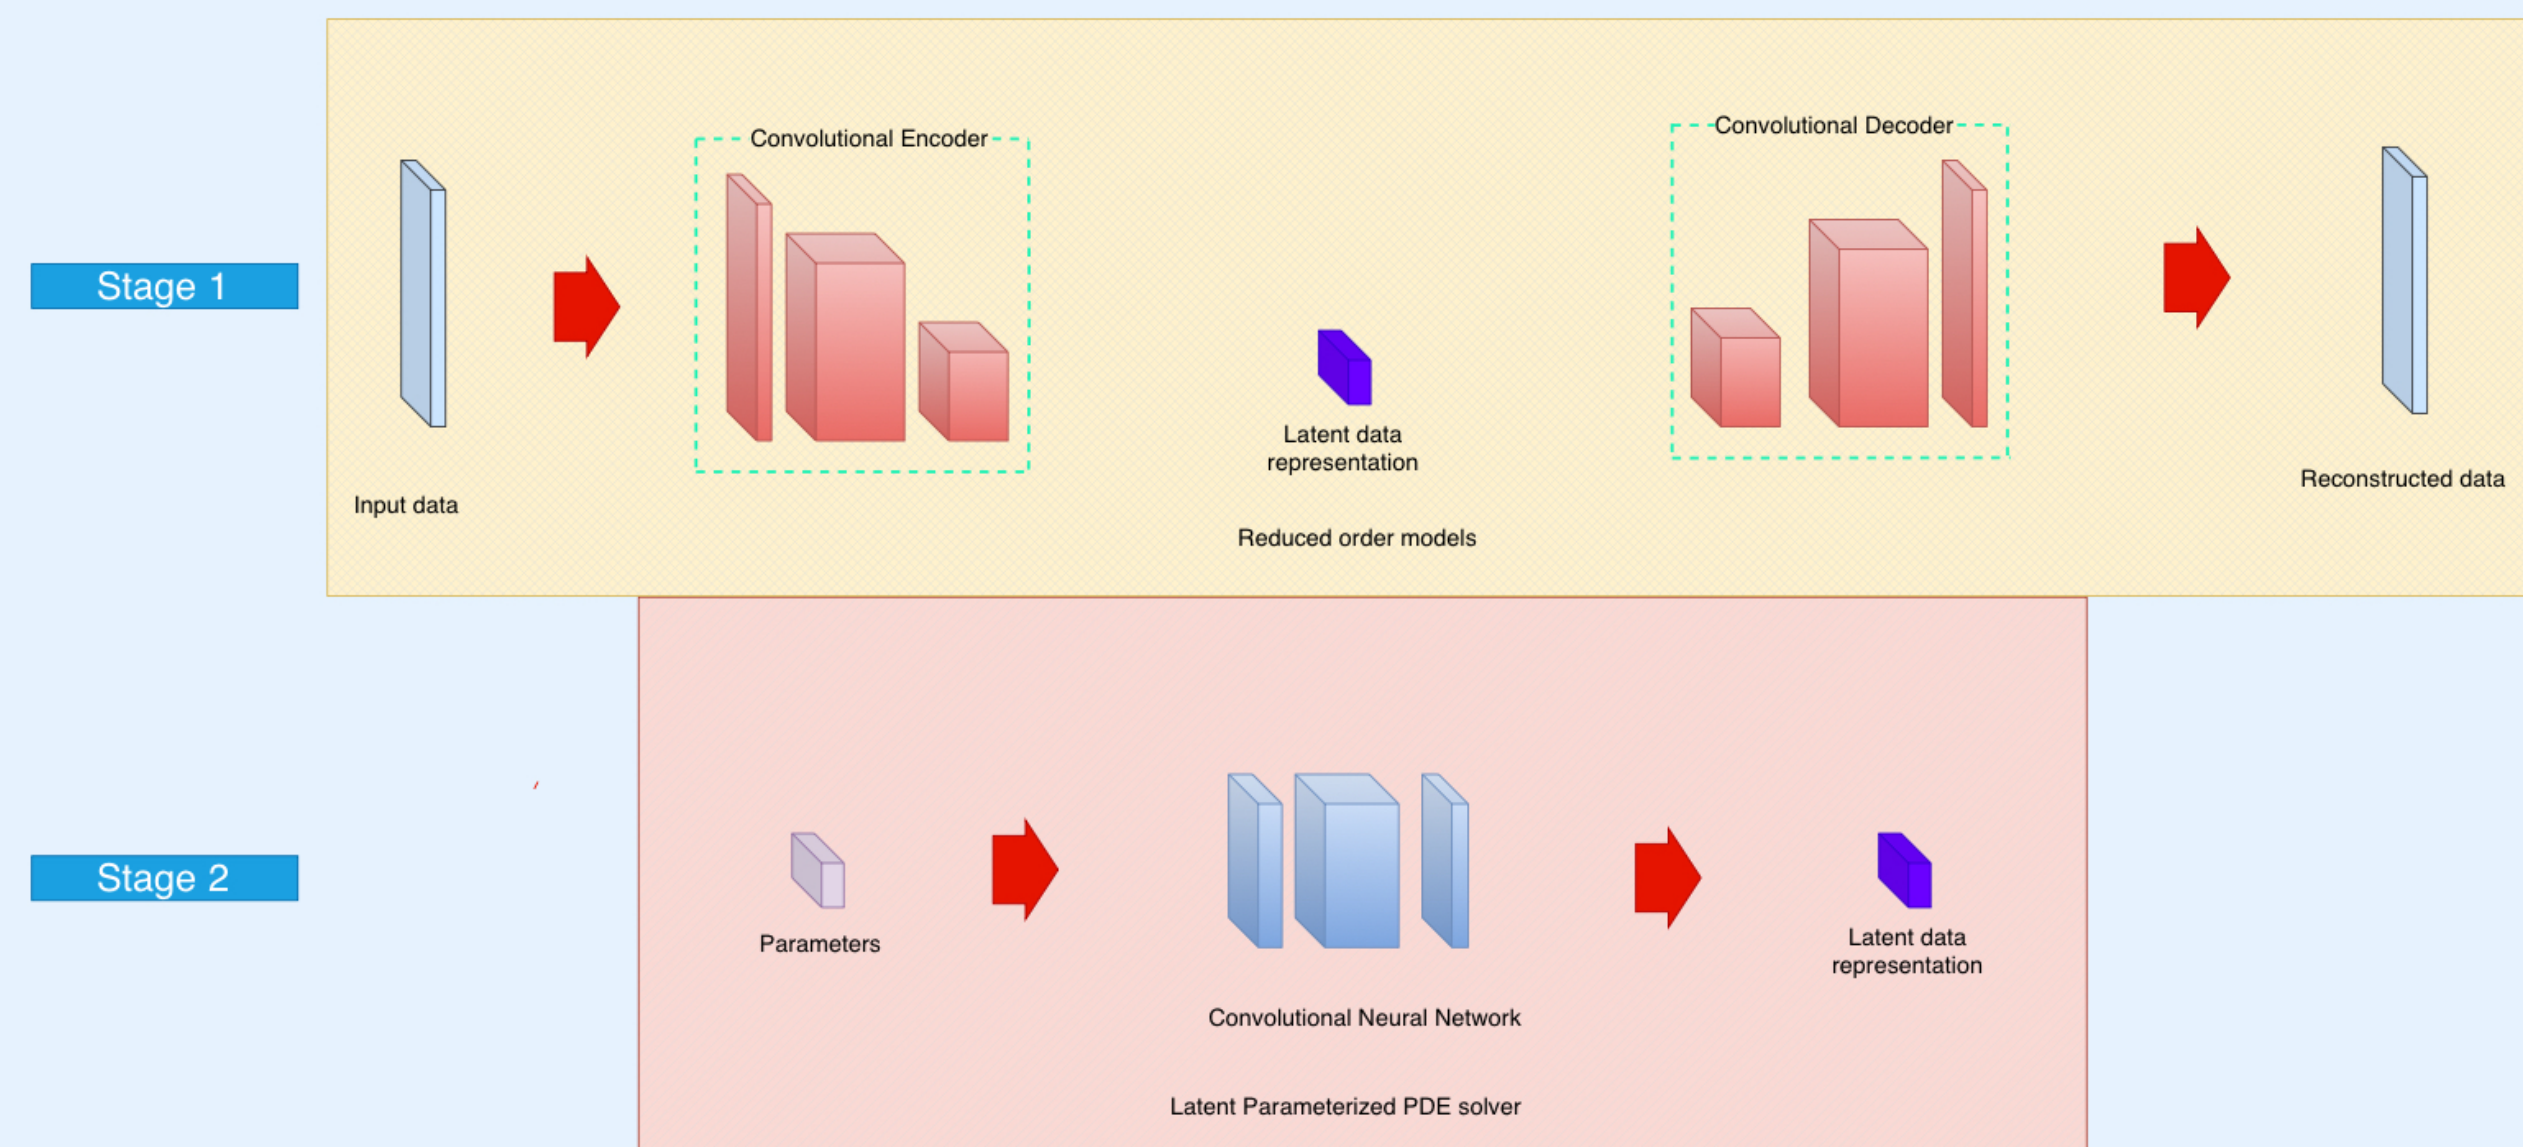 Convolutional Encoder
Convolutional Decoder
Stage 1
Latent data
representation
Input data
Reconstructed data
Reduced order models
Stage 2
Parameters
Latent data
representation
Convolutional Neural Network
Latent Parameterized PDE solver